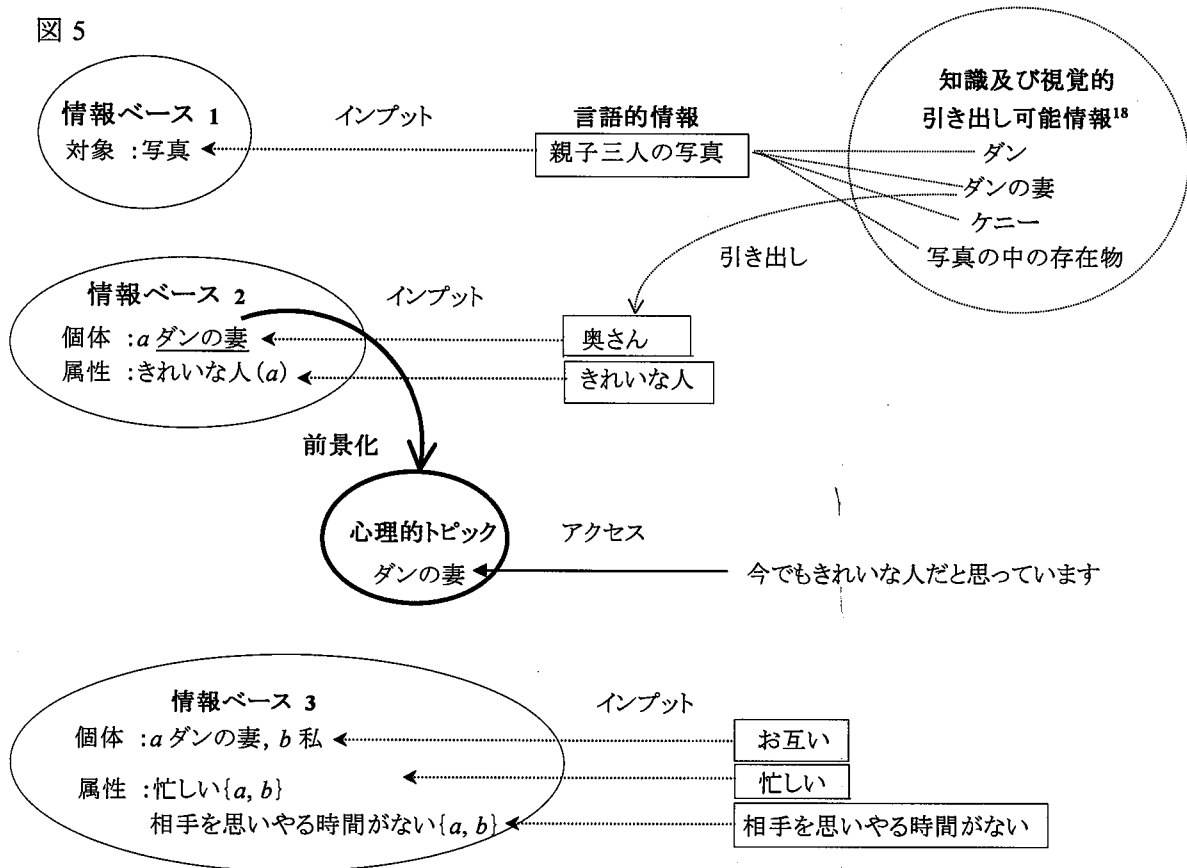 図 5
知識及び視覚的
引き出し可能情報18
ダン
ダンの妻
ケニー
写真の中の存在物
情報ベース 1
対象 :写真
インプット
言語的情報
親子三人の写真
引き出し
情報ベース 2
個体 :a ダンの妻
属性 :きれいな人(a)
インプット
奥さん
きれいな人
前景化
心理的トピック
ダンの妻
アクセス
今でもきれいな人だと思っています
情報ベース 3
個体 :a ダンの妻, b 私
属性 :忙しい{a, b}
相手を思いやる時間がない{a, b}
インプット
お互い
忙しい
相手を思いやる時間がない